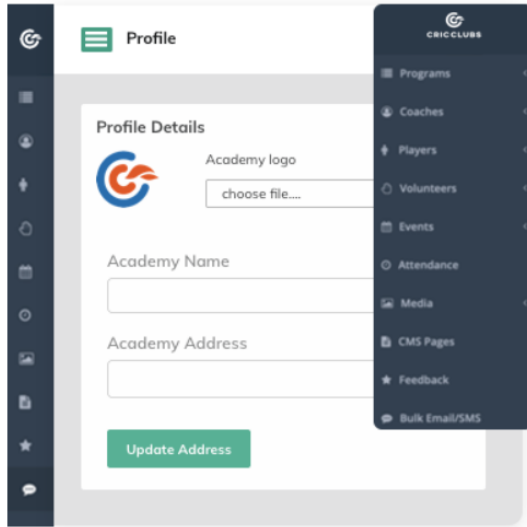 Profile
Profile Details
Academy logo
choose file....
Academy Name
Academy Address
Update Address
CRICCLUBS
Programs
Coaches
Players
Volunteers
Events
Attendance
Media
CMS Pages
Feedback
Bulk Email/SMS